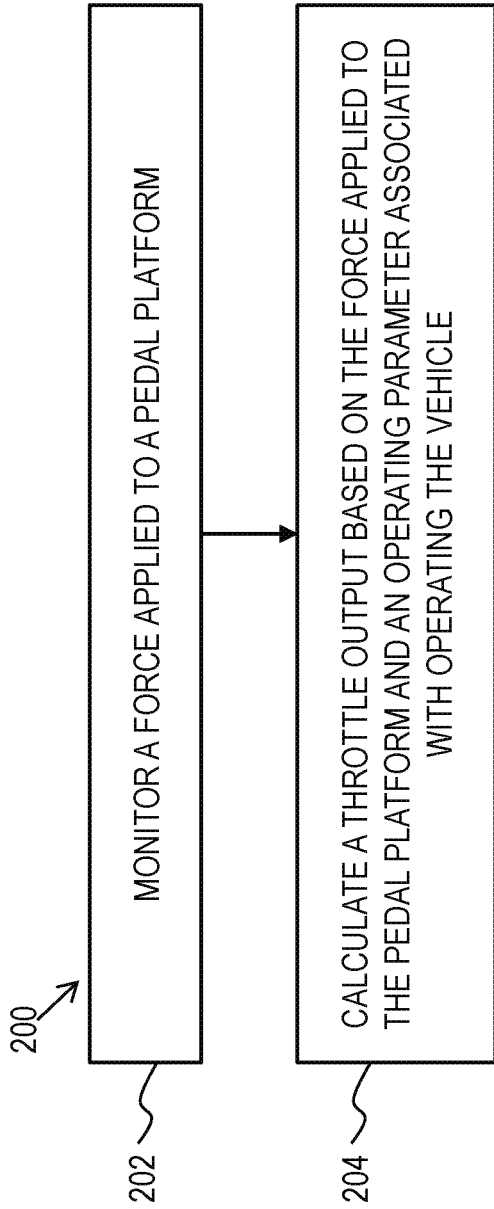 200
202
MONITOR A FORCE APPLIED TO A PEDAL PLATFORM
204
CALCULATE A THROTTLE OUTPUT BASED ON THE FORCE APPLIED TO
THE PEDAL PLATFORM AND AN OPERATING PARAMETER ASSOCIATED
WITH OPERATING THE VEHICLE